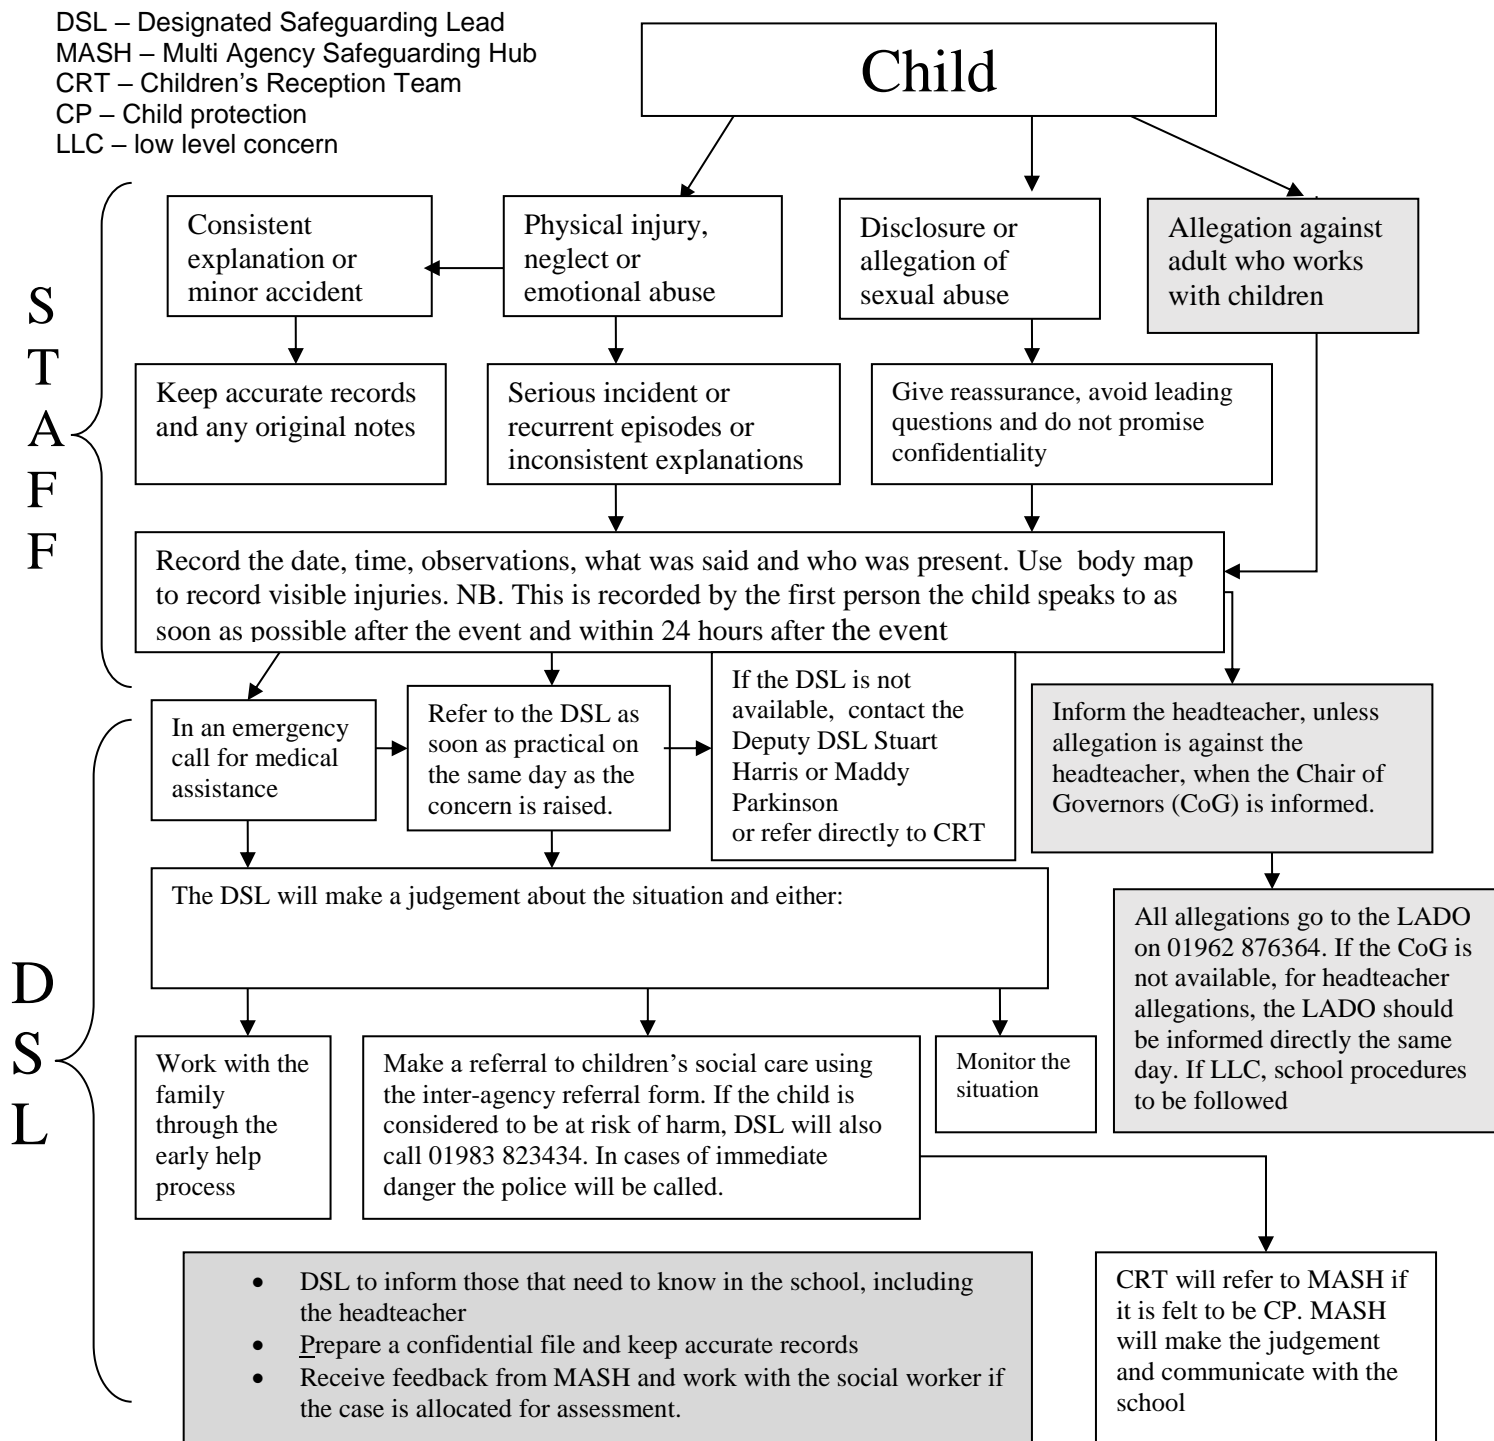 DSL – Designated Safeguarding Lead
MASH – Multi Agency Safeguarding Hub
CRT – Children's Reception Team
CP – Child protection
LLC – low level concern
Child
S
T
A
F
F
Consistent
explanation or
minor accident
Physical injury,
neglect or
emotional abuse
Disclosure or
allegation of
sexual abuse
Allegation against
adult who works
with children
Keep accurate records
and any original notes
Serious incident or
recurrent episodes or
inconsistent explanations
Give reassurance, avoid leading
questions and do not promise
confidentiality
Record the date, time, observations, what was said and who was present. Use  body map
to record visible injuries. NB. This is recorded by the first person the child speaks to as
soon as possible after the event and within 24 hours after the event
D
S
L
In an emergency
call for medical
assistance
Refer to the DSL as
soon as practical on
the same day as the
concern is raised.
If the DSL is not
available,  contact the
Deputy DSL Stuart
Harris or Maddy
Parkinson
or refer directly to CRT
Inform the headteacher, unless
allegation is against the
headteacher, when the Chair of
Governors (CoG) is informed.
The DSL will make a judgement about the situation and either:
All allegations go to the LADO
on 01962 876364. If the CoG is
not available, for headteacher
allegations, the LADO should
be informed directly the same
day. If LLC, school procedures
to be followed
Work with the
family
through the
early help
process
Make a referral to children's social care using
the inter-agency referral form. If the child is
considered to be at risk of harm, DSL will also
call 01983 823434. In cases of immediate
danger the police will be called.
Monitor the
situation
• DSL to inform those that need to know in the school, including
the headteacher
• Prepare a confidential file and keep accurate records
• Receive feedback from MASH and work with the social worker if
the case is allocated for assessment.
CRT will refer to MASH if
it is felt to be CP. MASH
will make the judgement
and communicate with the
school